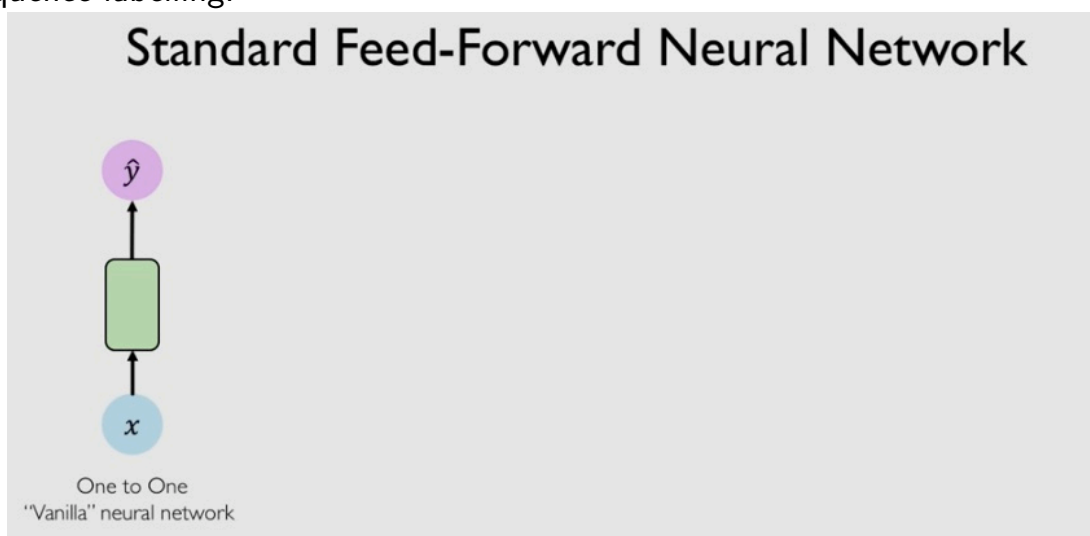 Standard Feed-Forward Neural Network
ŷ
x
One to One
"Vanilla" neural network